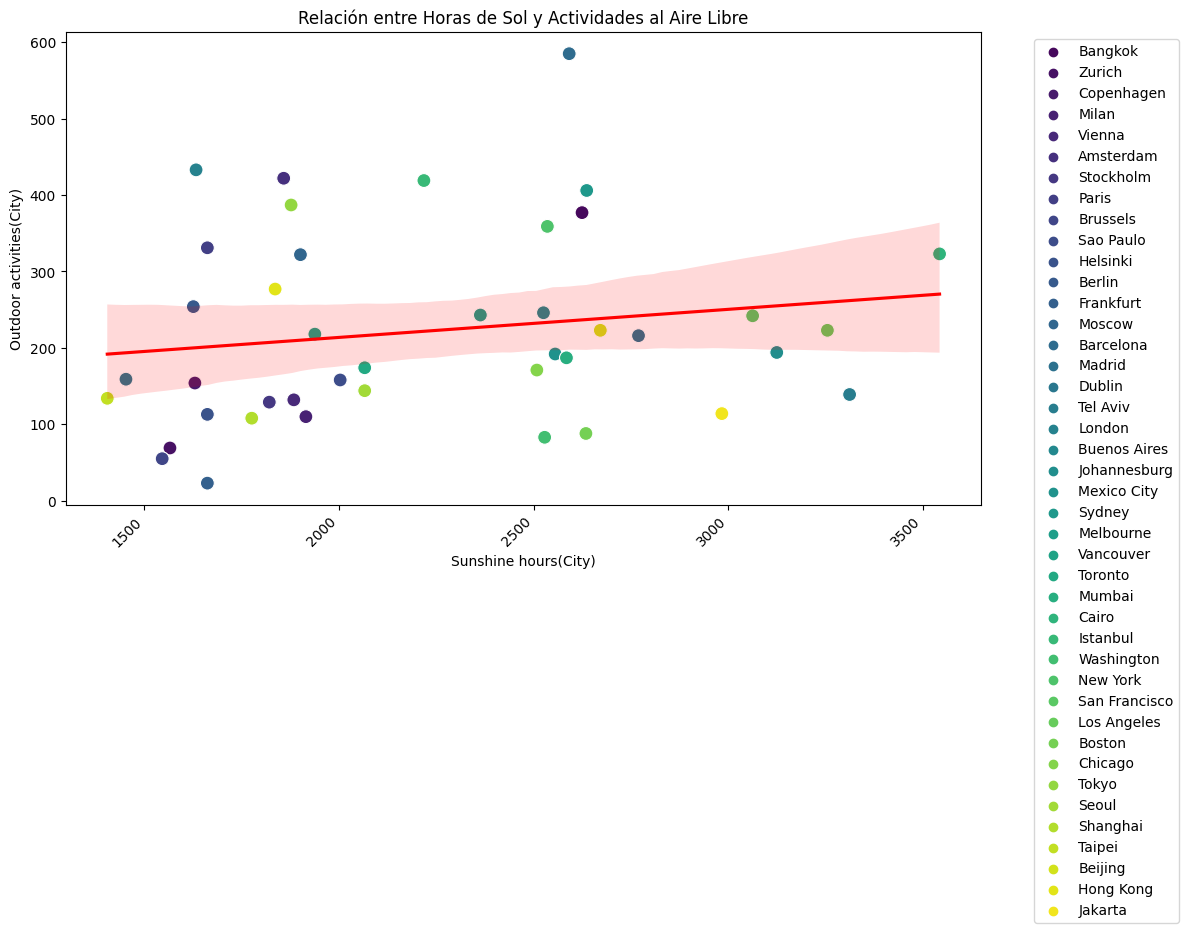 Relación entre Horas de Sol y Actividades al Aire Libre
Outdoor activities(City)
600
500
400
300
200
100
0
1500
2000
2500
3000
3500
Sunshine hours(City)
Bangkok
Zurich
Copenhagen
Milan
Vienna
Amsterdam
Stockholm
Paris
Brussels
Sao Paulo
Helsinki
Berlin
Frankfurt
Moscow
Barcelona
Madrid
Dublin
Tel Aviv
London
Buenos Aires
Johannesburg
Mexico City
Sydney
Melbourne
Vancouver
Toronto
Mumbai
Cairo
Istanbul
Washington
New York
San Francisco
Los Angeles
Boston
Chicago
Tokyo
Seoul
Shanghai
Taipei
Beijing
Hong Kong
Jakarta